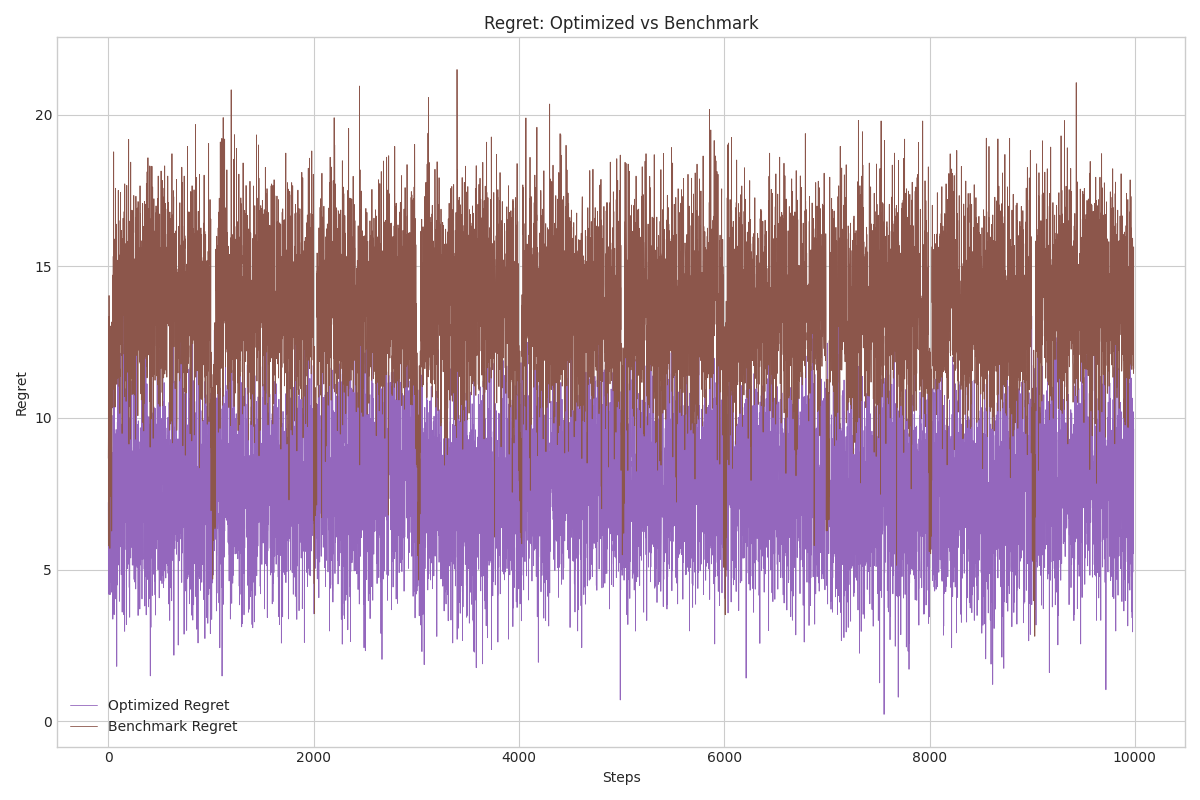 Regret: Optimized vs Benchmark
Regret
20
15
10
5
0
Optimized Regret
Benchmark Regret
0 2000 4000 6000 8000 10000
Steps